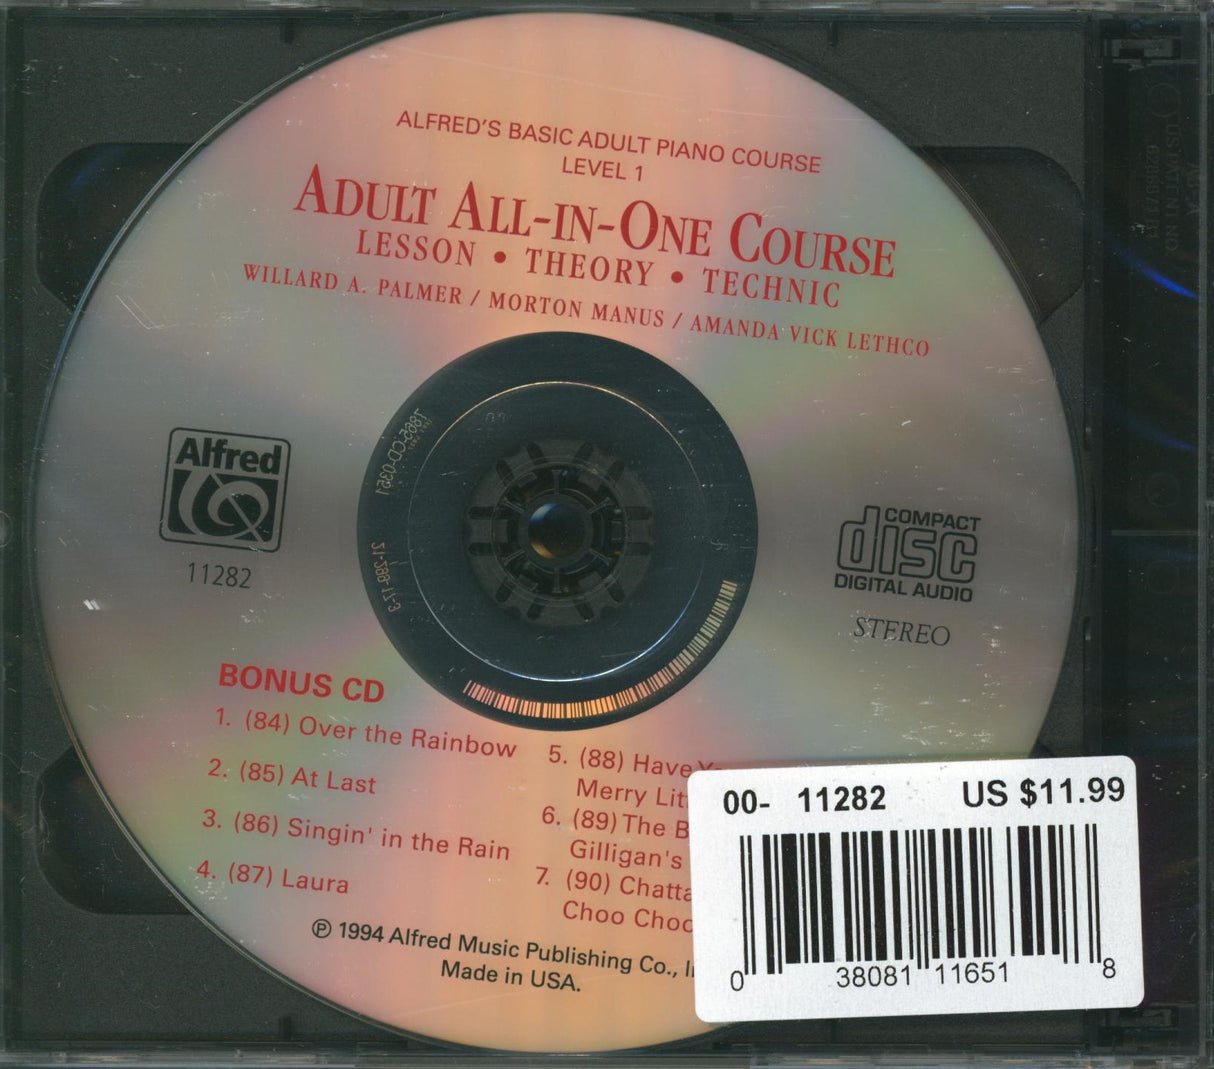 ALFRED'S BASIC ADULT PIANO COURSE
LEVEL 1
ADULT ALL-IN-ONE COURSE
LESSON • THEORY • TECHNIC
WILLARD A. PALMER / MORTON MANUS / AMANDA VICK LETHCO
Alfred
11282
COMPACT
disc
DIGITAL AUDIO
STEREO
BONUS CD
1. (84) Over the Rainbow
2. (85) At Last
3. (86) Singin' in the Rain
4. (87) Laura
5. (88) Have
Merry
6. (89) The
Gilligan's
7. (90)
Choo
℗ 1994 Alfred Music Publishing Co.,
Made in USA.
00- 11282 US $11.99
0 38081 11651 8